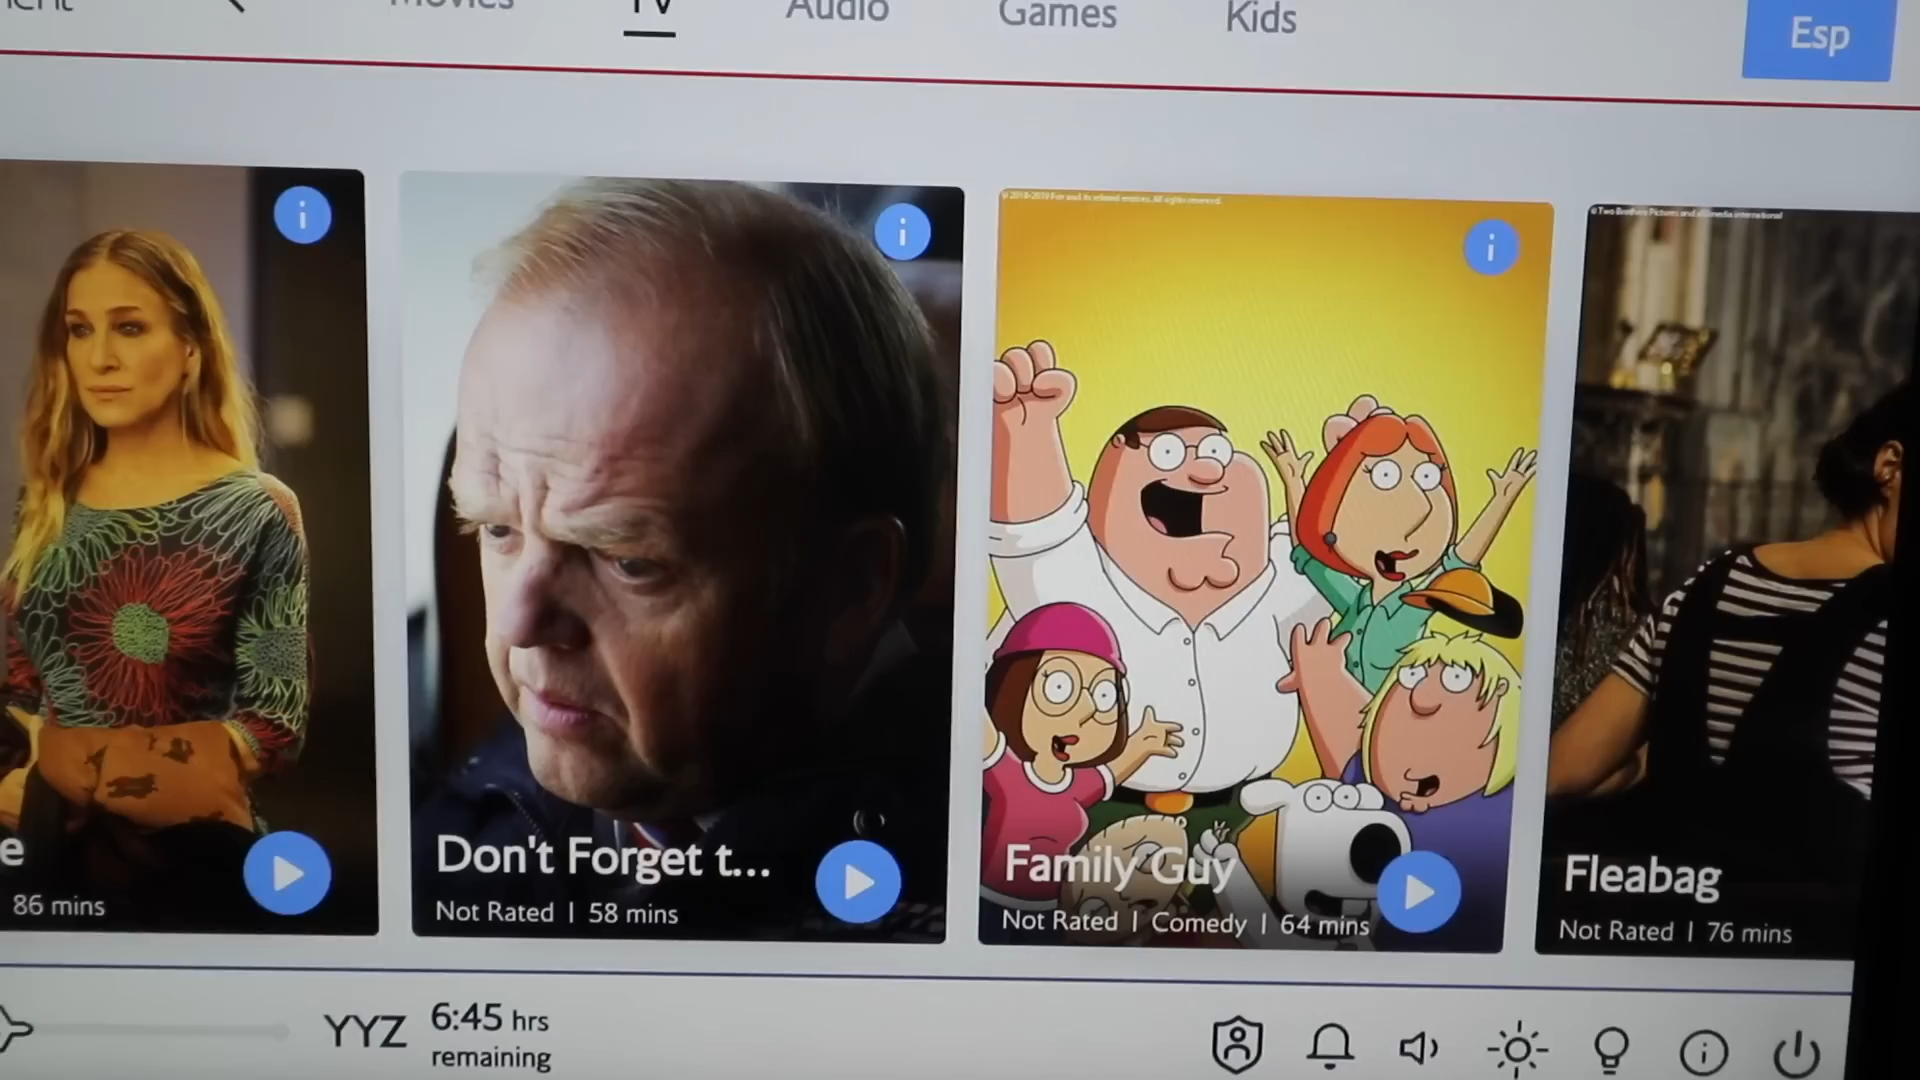 TV
Audio
Games
Kids
Esp
e
86 mins
Don't Forget t...
Not Rated | 58 mins
Family Guy
Not Rated | Comedy | 64 mins
Fleabag
Not Rated | 76 mins
YYZ
6:45 hrs
remaining